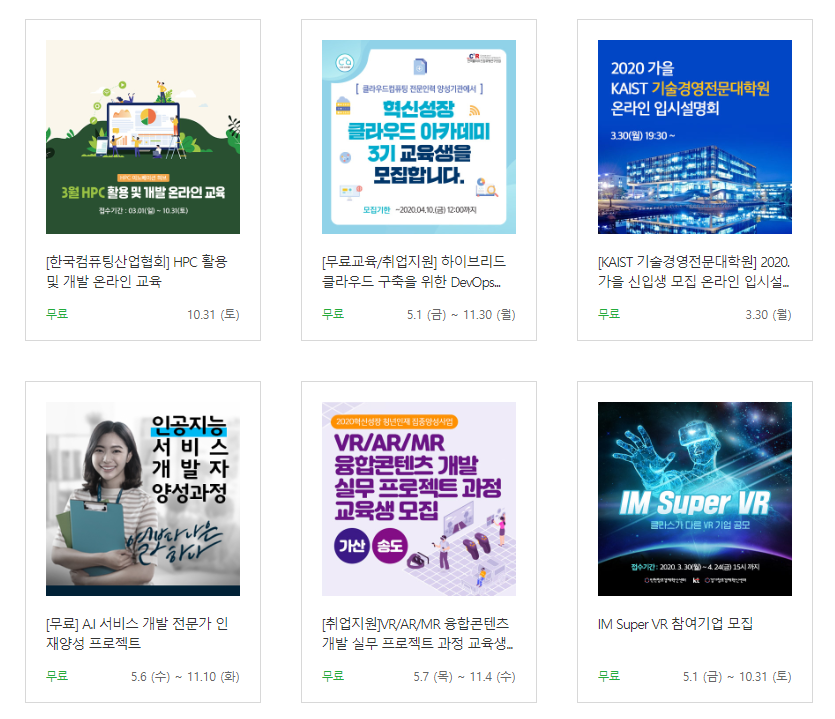 HPC 이노베이션 허브
3월 HPC 활용 및 개발 온라인 교육
접수기간 : 03.01(일) ~ 10.31(토)
[한국컴퓨팅산업협회] HPC 활용
및 개발 온라인 교육
무료 10.31 (토)
[ 클라우드컴퓨팅 전문인력 양성기관에서 ]
혁신성장
클라우드 아카데미
3기 교육생을
모집합니다.
모집기한 ~2020.04.10.(금) 12:00까지
[무료교육/취업지원] 하이브리드
클라우드 구축을 위한 DevOps...
무료 5.1 (금) ~ 11.30 (월)
2020 가을
KAIST 기술경영전문대학원
온라인 입시설명회
3.30(월) 19:30 ~
[KAIST 기술경영전문대학원] 2020.
가을 신입생 모집 온라인 입시설...
무료 3.30 (월)
인공지능
서비스
개발자
양성과정
별보다 나은
하다
[무료] A.I 서비스 개발 전문가 인
재양성 프로젝트
무료 5.6 (수) ~ 11.10 (화)
2020혁신성장 청년인재 집중양성사업
VR/AR/MR
융합콘텐츠 개발
실무 프로젝트 과정
교육생 모집
가산 송도
[취업지원]VR/AR/MR 융합콘텐츠
개발 실무 프로젝트 과정 교육생...
무료 5.7 (목) ~ 11.4 (수)
IM Super VR
클라스가 다른 VR 기업 공모
접수기간 : 2020. 3. 30(월) ~ 4. 24(금) 15시 까지
kt
IM Super VR 참여기업 모집
무료 5.1 (금) ~ 10.31 (토)